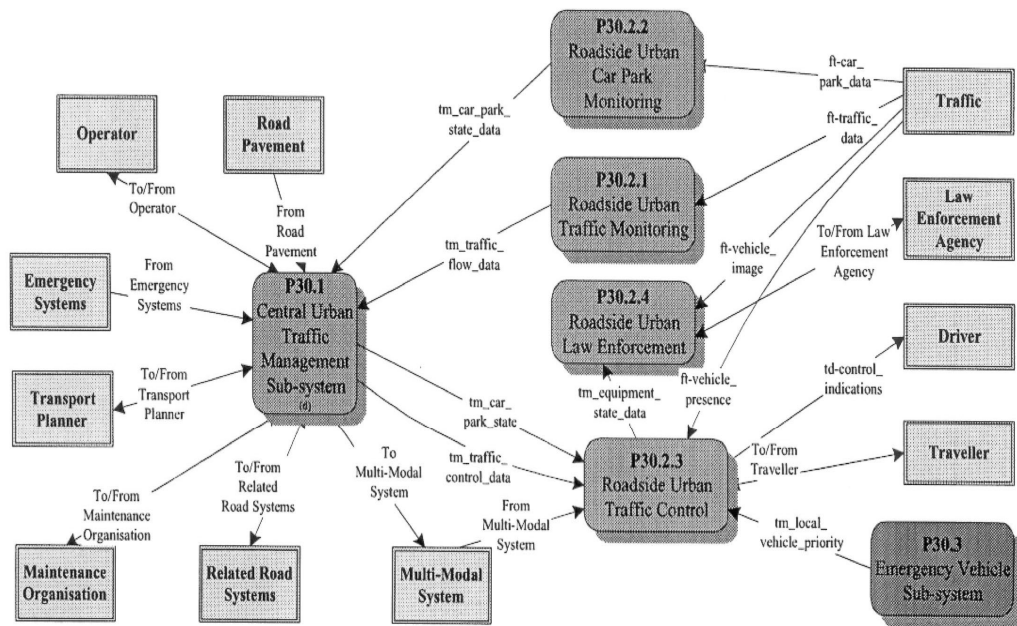 P30.2.2
Roadside Urban
Car Park
Monitoring
ft-car_
park_data
Traffic
Operator
Road
Pavement
tm_car_park_
state_data
ft-traffic_
data
To/From
Operator
From
Road
Pavement
P30.2.1
Roadside Urban
Traffic Monitoring
Law
Enforcement
Agency
To/From Law
Enforcement
Agency
tm_traffic_
flow_data
ft-vehicle_
image
Emergency
Systems
From
Emergency
Systems
P30.1
Central Urban
Traffic
Management
Sub-system
(d)
P30.2.4
Roadside Urban
Law Enforcement
Driver
td-control_
indications
Transport
Planner
To/From
Transport
Planner
tm_equipment_
state_data
ft-vehicle_
presence
tm_car_
park_state
To/From
Traveller
Traveller
P30.2.3
Roadside Urban
Traffic Control
tm_traffic_
control_data
To
Multi-Modal
System
To/From
Related
Road Systems
To/From
Maintenance
Organisation
From
Multi-Modal
System
tm_local_
vehicle_priority
P30.3
Emergency Vehicle
Sub-system
Maintenance
Organisation
Related Road
Systems
Multi-Modal
System